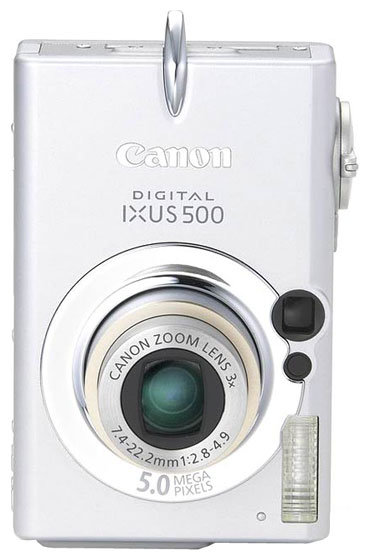 Canon
DIGITAL
IXUS 500
CANON ZOOM LENS 3x
7.4-22.2mm 1:2.8-4.9
5.0 MEGA
PIXELS